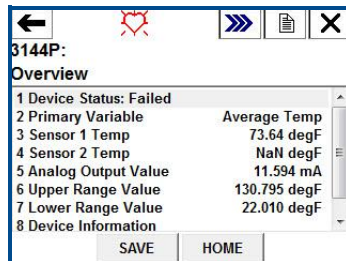 3144P:
Overview
1 Device Status: Failed
2 Primary Variable Average Temp
3 Sensor 1 Temp 73.64 degF
4 Sensor 2 Temp NaN degF
5 Analog Output Value 11.594 mA
6 Upper Range Value 130.795 degF
7 Lower Range Value 22.010 degF
8 Device Information
SAVE HOME